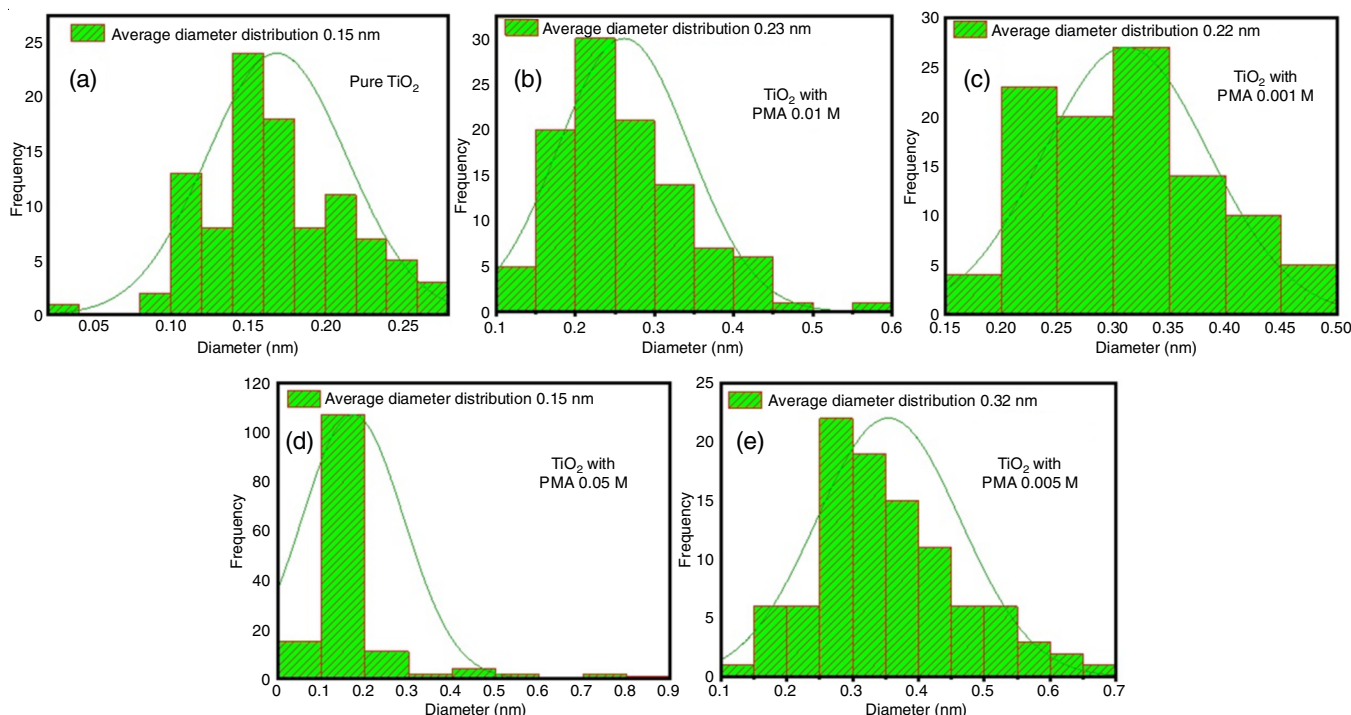 Average diameter distribution 0.15 nm
(a)
Pure TiO2
Frequency
25
20
15
10
5
0
0.05 0.10 0.15 0.20 0.25
Diameter (nm)
Average diameter distribution 0.23 nm
(b)
TiO2 with
PMA 0.01 M
Frequency
30
25
20
15
10
5
0
0.1 0.2 0.3 0.4 0.5 0.6
Diameter (nm)
Average diameter distribution 0.22 nm
(c)
TiO2 with
PMA 0.001 M
Frequency
30
25
20
15
10
5
0
0.15 0.20 0.25 0.30 0.35 0.40 0.45 0.50
Diameter (nm)
Average diameter distribution 0.15 nm
(d)
TiO2 with
PMA 0.05 M
Frequency
120
100
80
60
40
20
0
0 0.1 0.2 0.3 0.4 0.5 0.6 0.7 0.8 0.9
Diameter (nm)
Average diameter distribution 0.32 nm
(e)
TiO2 with
PMA 0.005 M
Frequency
25
20
15
10
5
0
0.1 0.2 0.3 0.4 0.5 0.6 0.7
Diameter (nm)